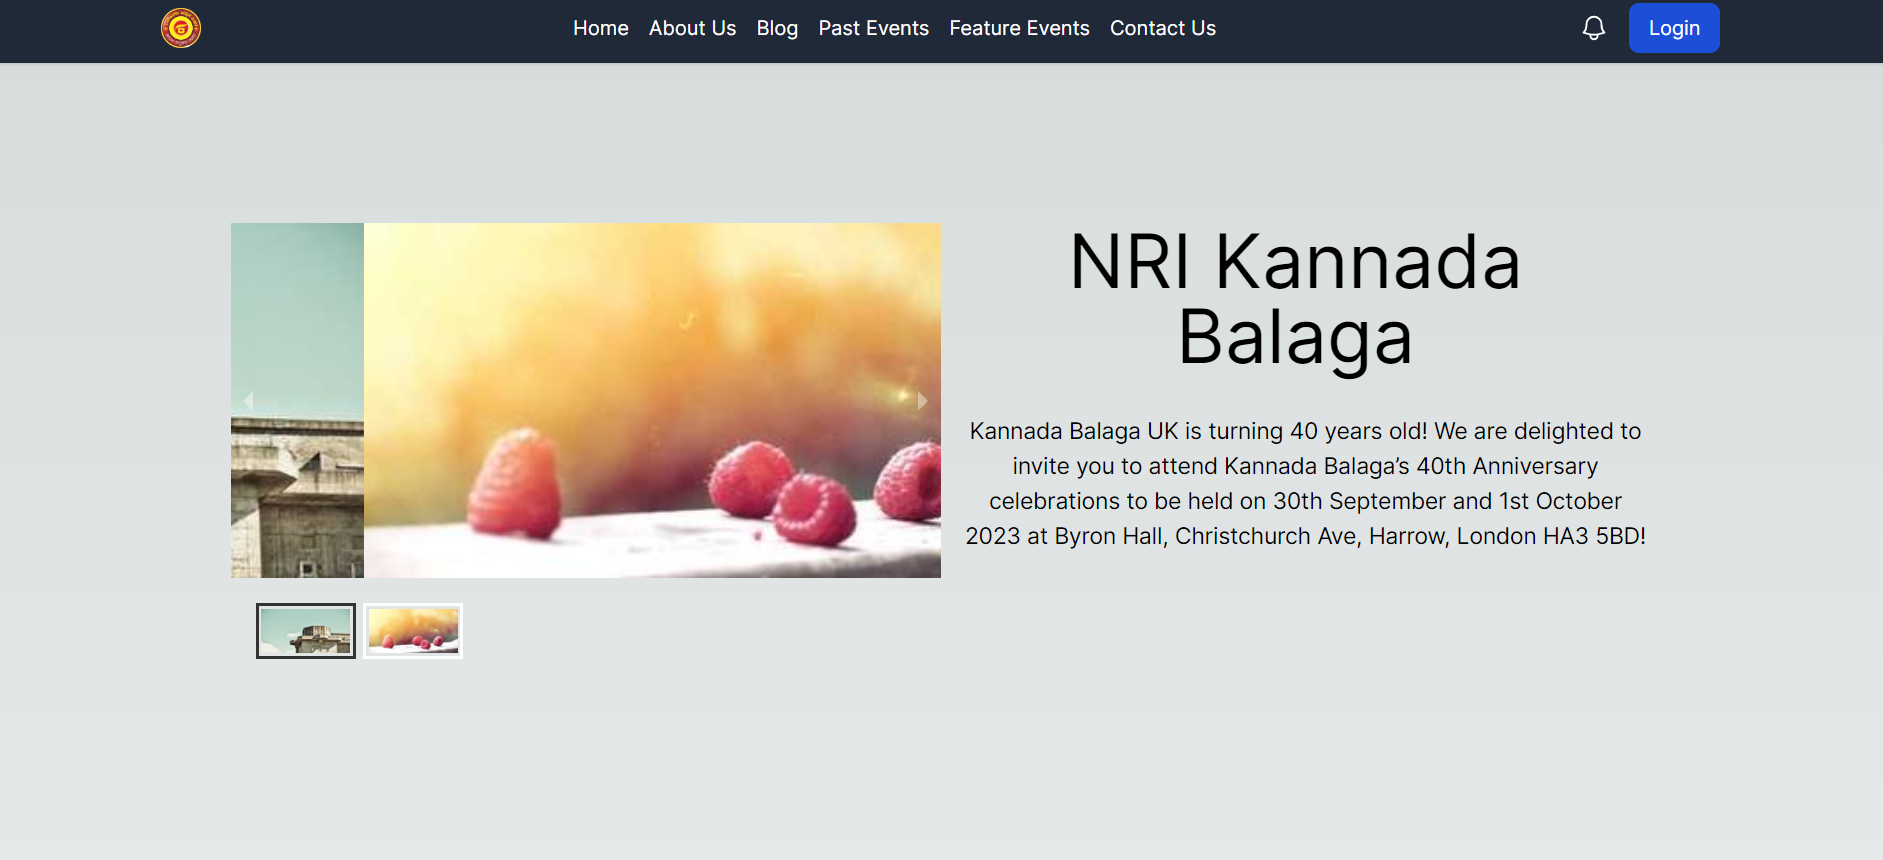 Home About Us Blog Past Events Feature Events Contact Us Login
NRI Kannada
Balaga
Kannada Balaga UK is turning 40 years old! We are delighted to
invite you to attend Kannada Balaga’s 40th Anniversary
celebrations to be held on 30th September and 1st October
2023 at Byron Hall, Christchurch Ave, Harrow, London HA3 5BD!